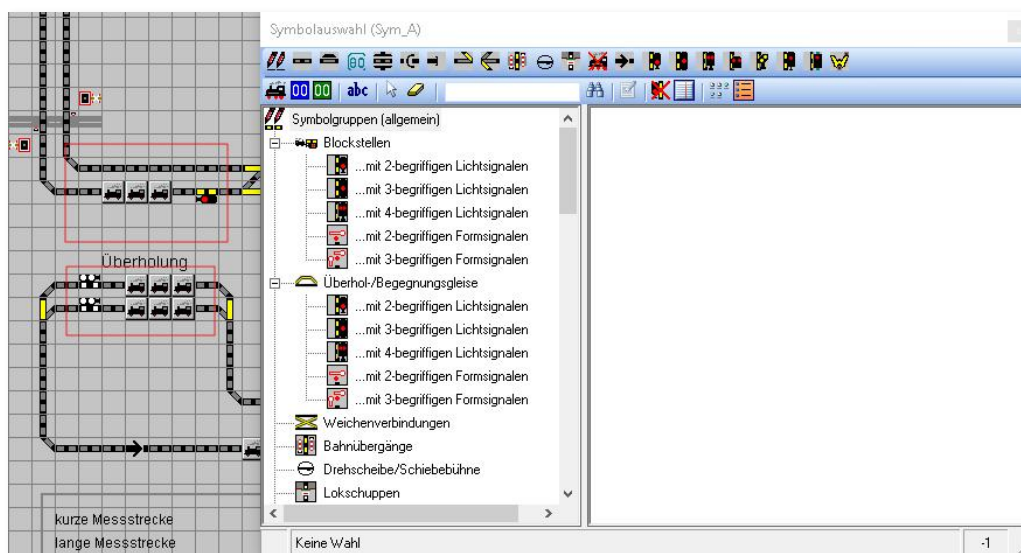 Symbolauswahl (Sym_A)
00 00 abc
Symbolgruppen (allgemein)
Blockstellen
...mit 2-begriffigen Lichtsignalen
...mit 3-begriffigen Lichtsignalen
...mit 4-begriffigen Lichtsignalen
...mit 2-begriffigen Formsignalen
...mit 3-begriffigen Formsignalen
Überhol-/Begegnungsgleise
...mit 2-begriffigen Lichtsignalen
...mit 3-begriffigen Lichtsignalen
...mit 4-begriffigen Lichtsignalen
...mit 2-begriffigen Formsignalen
...mit 3-begriffigen Formsignalen
Weichenverbindungen
Bahnübergänge
Drehscheibe/Schiebebühne
Lokschuppen
Keine Wahl
-1
Überholung
kurze Messstrecke
lange Messstrecke